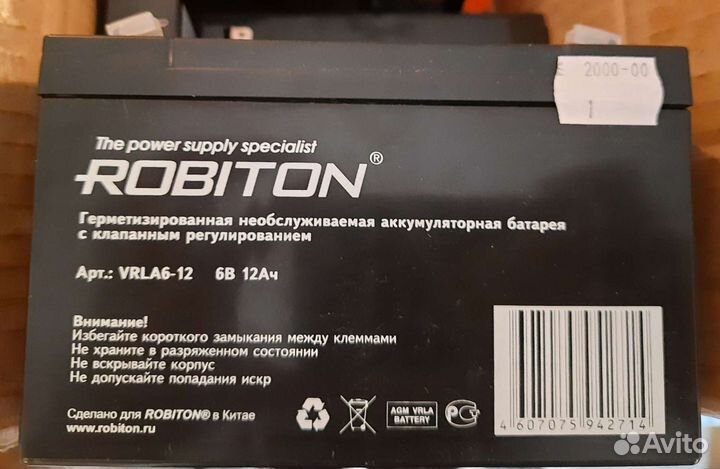 E 2000-00
1
The power supply specialist
ROBITON®
Герметизированная необслуживаемая аккумуляторная батарея
с клапанным регулированием
Арт.: VRLA6-12 6В 12Ач
Внимание!
Избегайте короткого замыкания между клеммами
Не храните в разряженном состоянии
Не вскрывайте корпус
Не допускайте попадания искр
Сделано для ROBITON® в Китае
www.robiton.ru
AGM VRLA
BATTERY
РСТ
4 607075 942714
Avito